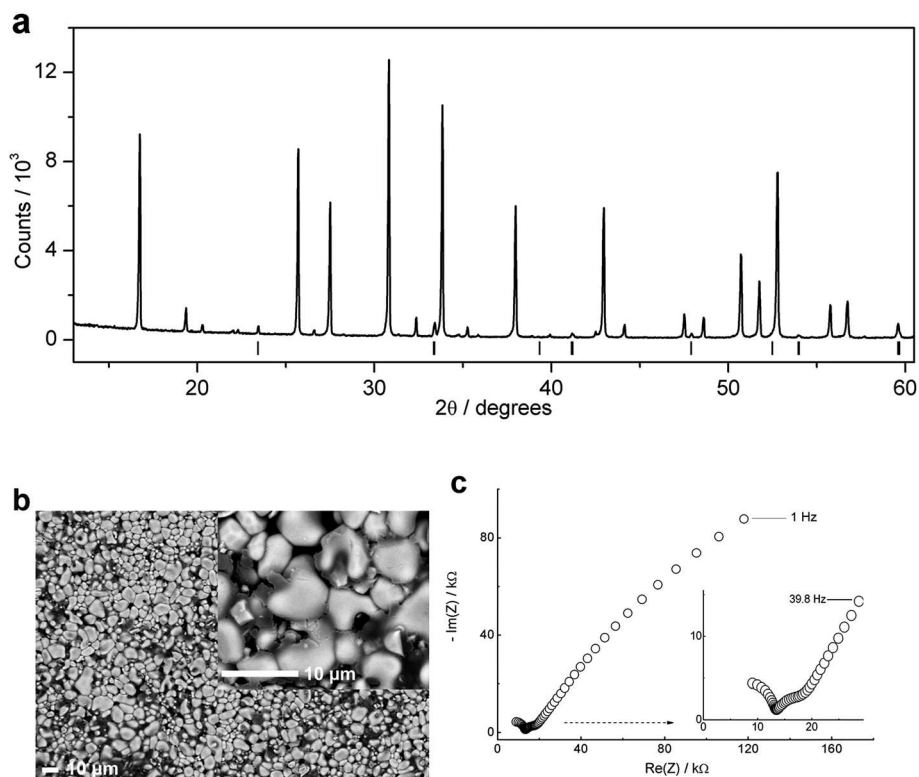 a
Counts / 10³
12
8
4
0
20
30
40
50
60
2θ / degrees
b
10 µm
10 µm
c
- Im(Z) / kΩ
80
40
0
0
40
80
120
160
Re(Z) / kΩ
1 Hz
39.8 Hz
10
0
0
10
20